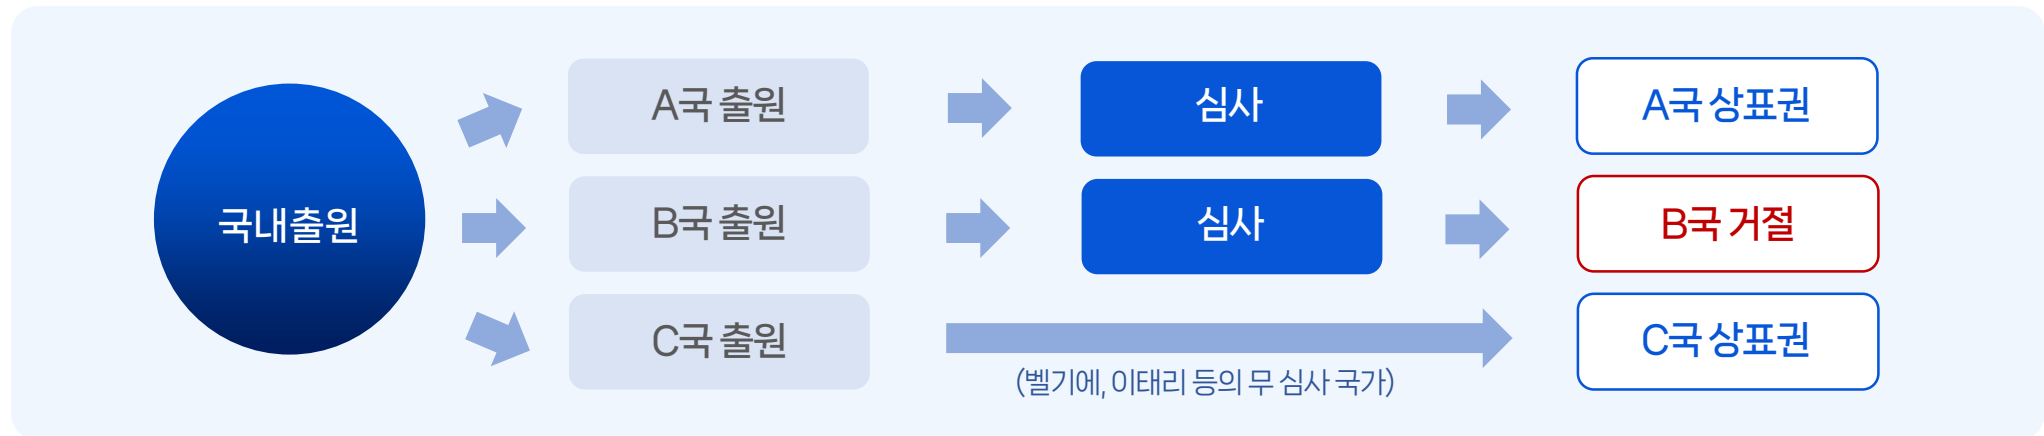 국내출원
A국 출원
심사
A국 상표권
B국 출원
심사
B국 거절
C국 출원
(벨기에, 이태리 등의 무 심사 국가)
C국 상표권